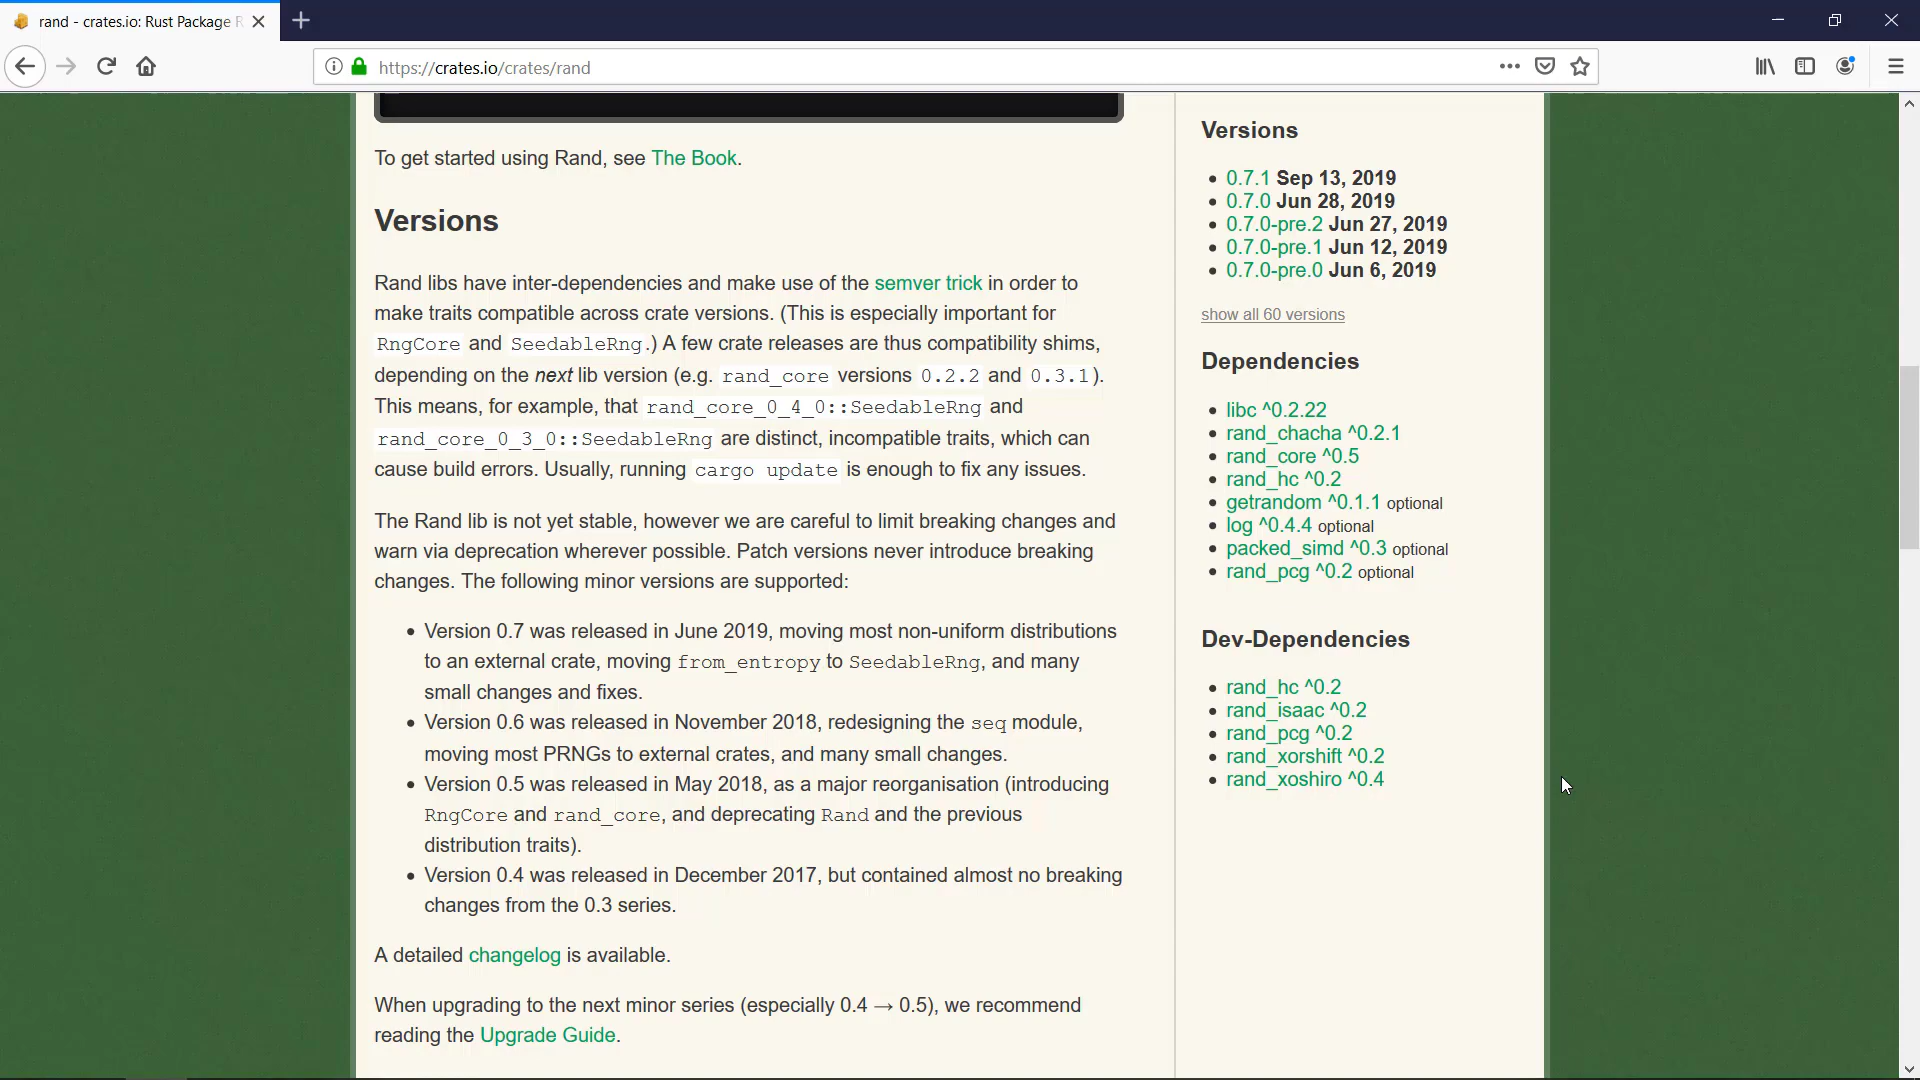 rand - crates.io: Rust Package R
https://crates.io/crates/rand
To get started using Rand, see The Book.
Versions
Rand libs have inter-dependencies and make use of the semver trick in order to
make traits compatible across crate versions. (This is especially important for
RngCore and SeedableRng.) A few crate releases are thus compatibility shims,
depending on the next lib version (e.g. rand_core versions 0.2.2 and 0.3.1).
This means, for example, that rand_core_0_4_0::SeedableRng and
rand_core_0_3_0::SeedableRng are distinct, incompatible traits, which can
cause build errors. Usually, running cargo update is enough to fix any issues.
The Rand lib is not yet stable, however we are careful to limit breaking changes and
warn via deprecation wherever possible. Patch versions never introduce breaking
changes. The following minor versions are supported:
• Version 0.7 was released in June 2019, moving most non-uniform distributions
to an external crate, moving from_entropy to SeedableRng, and many
small changes and fixes.
• Version 0.6 was released in November 2018, redesigning the seq module,
moving most PRNGs to external crates, and many small changes.
• Version 0.5 was released in May 2018, as a major reorganisation (introducing
RngCore and rand_core, and deprecating Rand and the previous
distribution traits).
• Version 0.4 was released in December 2017, but contained almost no breaking
changes from the 0.3 series.
A detailed changelog is available.
When upgrading to the next minor series (especially 0.4 → 0.5), we recommend
reading the Upgrade Guide.
Versions
• 0.7.1 Sep 13, 2019
• 0.7.0 Jun 28, 2019
• 0.7.0-pre.2 Jun 27, 2019
• 0.7.0-pre.1 Jun 12, 2019
• 0.7.0-pre.0 Jun 6, 2019
show all 60 versions
Dependencies
• libc ^0.2.22
• rand_chacha ^0.2.1
• rand_core ^0.5
• rand_hc ^0.2
• getrandom ^0.1.1 optional
• log ^0.4.4 optional
• packed_simd ^0.3 optional
• rand_pcg ^0.2 optional
Dev-Dependencies
• rand_hc ^0.2
• rand_isaac ^0.2
• rand_pcg ^0.2
• rand_xorshift ^0.2
• rand_xoshiro ^0.4